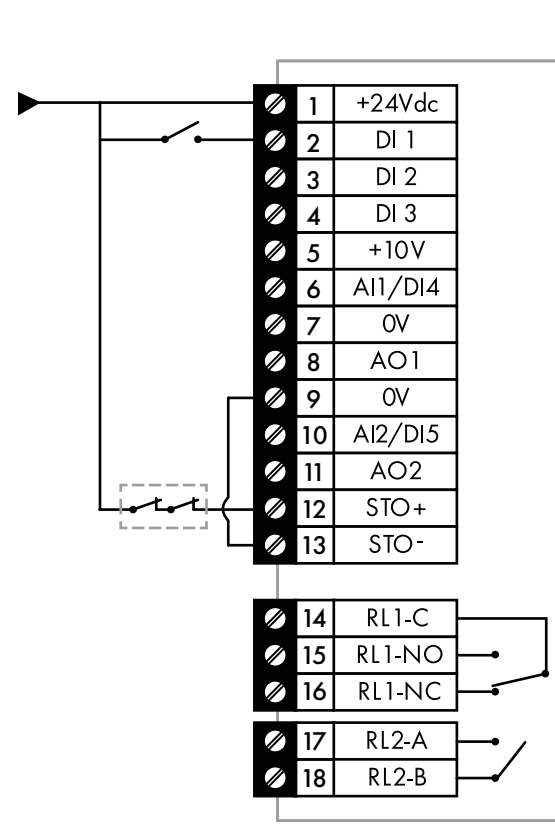 1 +24Vdc
2 DI 1
3 DI 2
4 DI 3
5 +10V
6 AI1/DI4
7 0V
8 AO1
9 0V
10 AI2/DI5
11 AO2
12 STO+
13 STO-
14 RL1-C
15 RL1-NO
16 RL1-NC
17 RL2-A
18 RL2-B